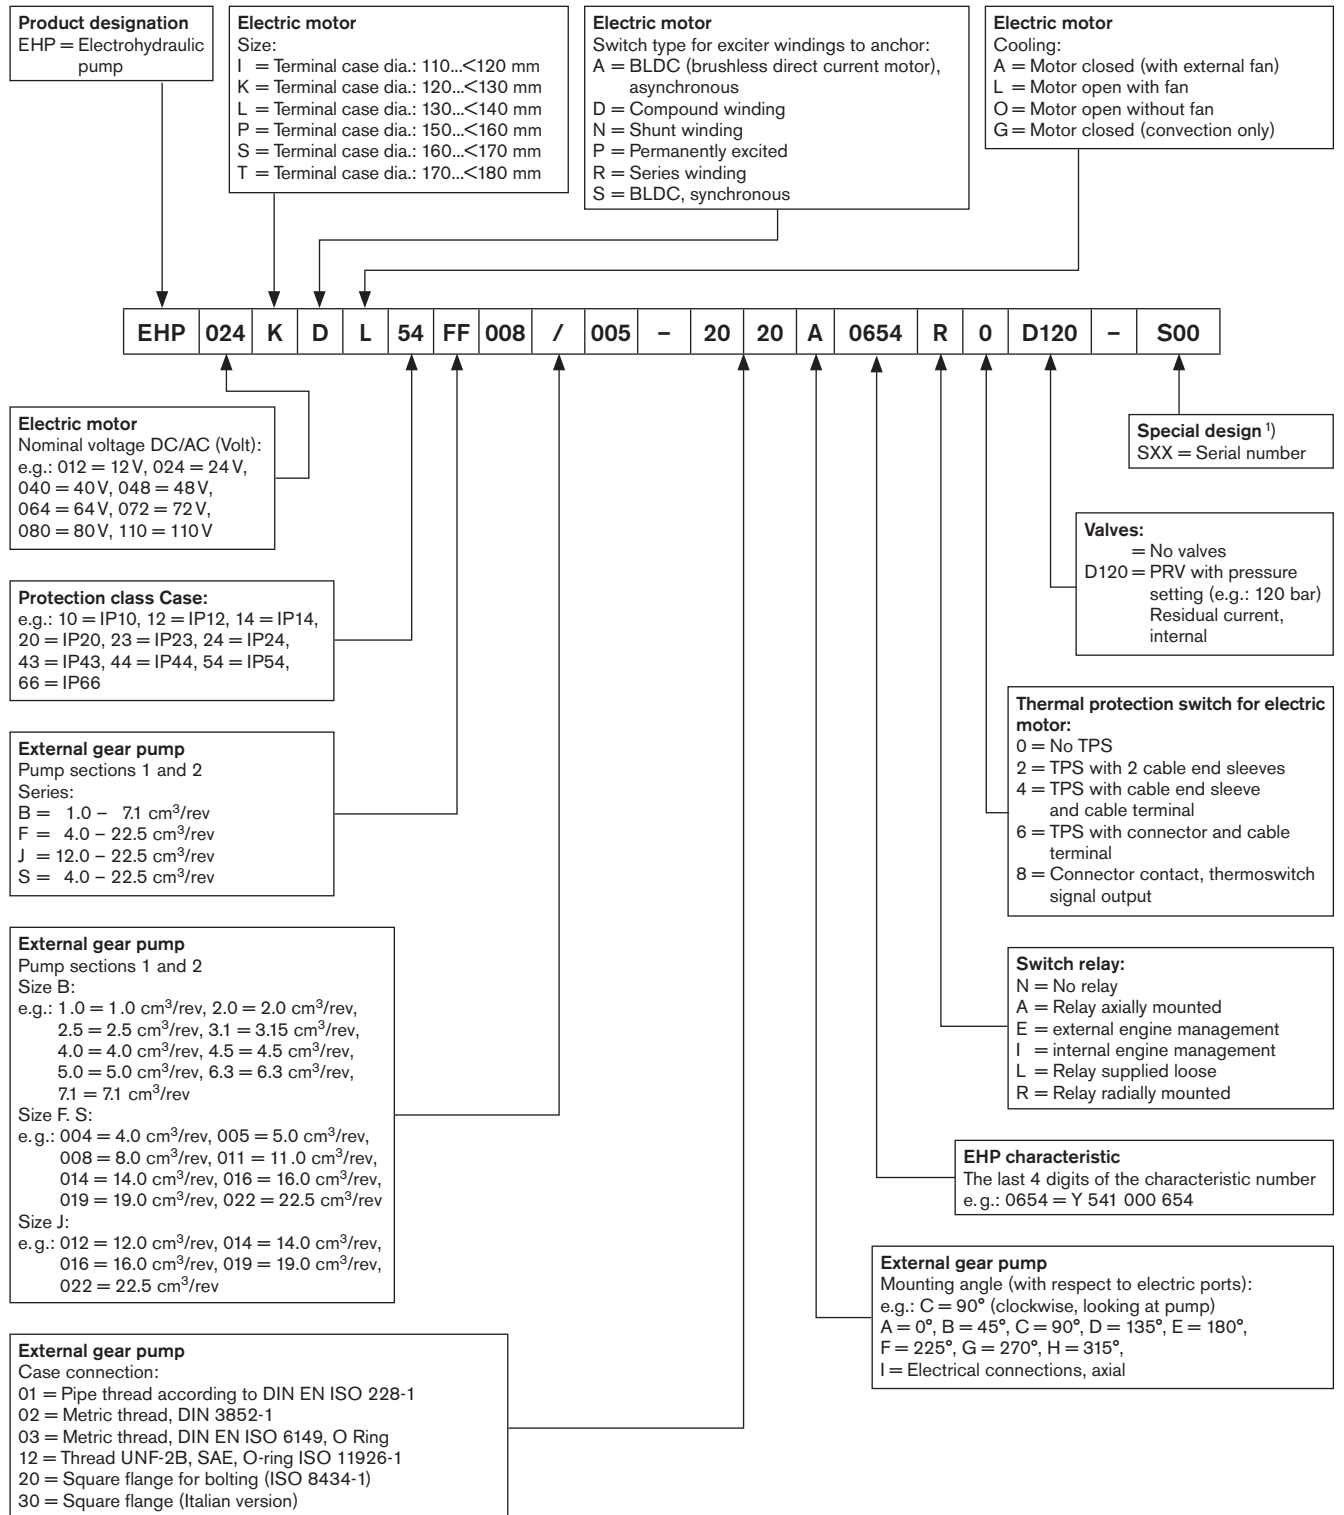 Product designation
EHP = Electrohydraulic
pump
Electric motor
Size:
I = Terminal case dia.: 110...<120 mm
K = Terminal case dia.: 120...<130 mm
L = Terminal case dia.: 130...<140 mm
P = Terminal case dia.: 150...<160 mm
S = Terminal case dia.: 160...<170 mm
T = Terminal case dia.: 170...<180 mm
Electric motor
Switch type for exciter windings to anchor:
A = BLDC (brushless direct current motor),
asynchronous
D = Compound winding
N = Shunt winding
P = Permanently excited
R = Series winding
S = BLDC, synchronous
Electric motor
Cooling:
A = Motor closed (with external fan)
L = Motor open with fan
O = Motor open without fan
G = Motor closed (convection only)
EHP 024 K D L 54 FF 008 / 005 – 20 20 A 0654 R 0 D120 – S00
Electric motor
Nominal voltage DC/AC (Volt):
e.g.: 012 = 12 V, 024 = 24 V,
040 = 40 V, 048 = 48 V,
064 = 64 V, 072 = 72 V,
080 = 80 V, 110 = 110 V
Protection class Case:
e.g.: 10 = IP10, 12 = IP12, 14 = IP14,
20 = IP20, 23 = IP23, 24 = IP24,
43 = IP43, 44 = IP44, 54 = IP54,
66 = IP66
External gear pump
Pump sections 1 and 2
Series:
B = 1.0 – 7.1 cm³/rev
F = 4.0 – 22.5 cm³/rev
J = 12.0 – 22.5 cm³/rev
S = 4.0 – 22.5 cm³/rev
External gear pump
Pump sections 1 and 2
Size B:
e.g.: 1.0 = 1.0 cm³/rev, 2.0 = 2.0 cm³/rev,
2.5 = 2.5 cm³/rev, 3.1 = 3.15 cm³/rev,
4.0 = 4.0 cm³/rev, 4.5 = 4.5 cm³/rev,
5.0 = 5.0 cm³/rev, 6.3 = 6.3 cm³/rev,
7.1 = 7.1 cm³/rev
Size F. S:
e.g.: 004 = 4.0 cm³/rev, 005 = 5.0 cm³/rev,
008 = 8.0 cm³/rev, 011 = 11.0 cm³/rev,
014 = 14.0 cm³/rev, 016 = 16.0 cm³/rev,
019 = 19.0 cm³/rev, 022 = 22.5 cm³/rev
Size J:
e.g.: 012 = 12.0 cm³/rev, 014 = 14.0 cm³/rev,
016 = 16.0 cm³/rev, 019 = 19.0 cm³/rev,
022 = 22.5 cm³/rev
External gear pump
Case connection:
01 = Pipe thread according to DIN EN ISO 228-1
02 = Metric thread, DIN 3852-1
03 = Metric thread, DIN EN ISO 6149, O Ring
12 = Thread UNF-2B, SAE, O-ring ISO 11926-1
20 = Square flange for bolting (ISO 8434-1)
30 = Square flange (Italian version)
Special design ¹)
SXX = Serial number
Valves:
= No valves
D120 = PRV with pressure
setting (e.g.: 120 bar)
Residual current,
internal
Thermal protection switch for electric
motor:
0 = No TPS
2 = TPS with 2 cable end sleeves
4 = TPS with cable end sleeve
and cable terminal
6 = TPS with connector and cable
terminal
8 = Connector contact, thermoswitch
signal output
Switch relay:
N = No relay
A = Relay axially mounted
E = external engine management
I = internal engine management
L = Relay supplied loose
R = Relay radially mounted
EHP characteristic
The last 4 digits of the characteristic number
e.g.: 0654 = Y 541 000 654
External gear pump
Mounting angle (with respect to electric ports):
e.g.: C = 90° (clockwise, looking at pump)
A = 0°, B = 45°, C = 90°, D = 135°, E = 180°,
F = 225°, G = 270°, H = 315°,
I = Electrical connections, axial